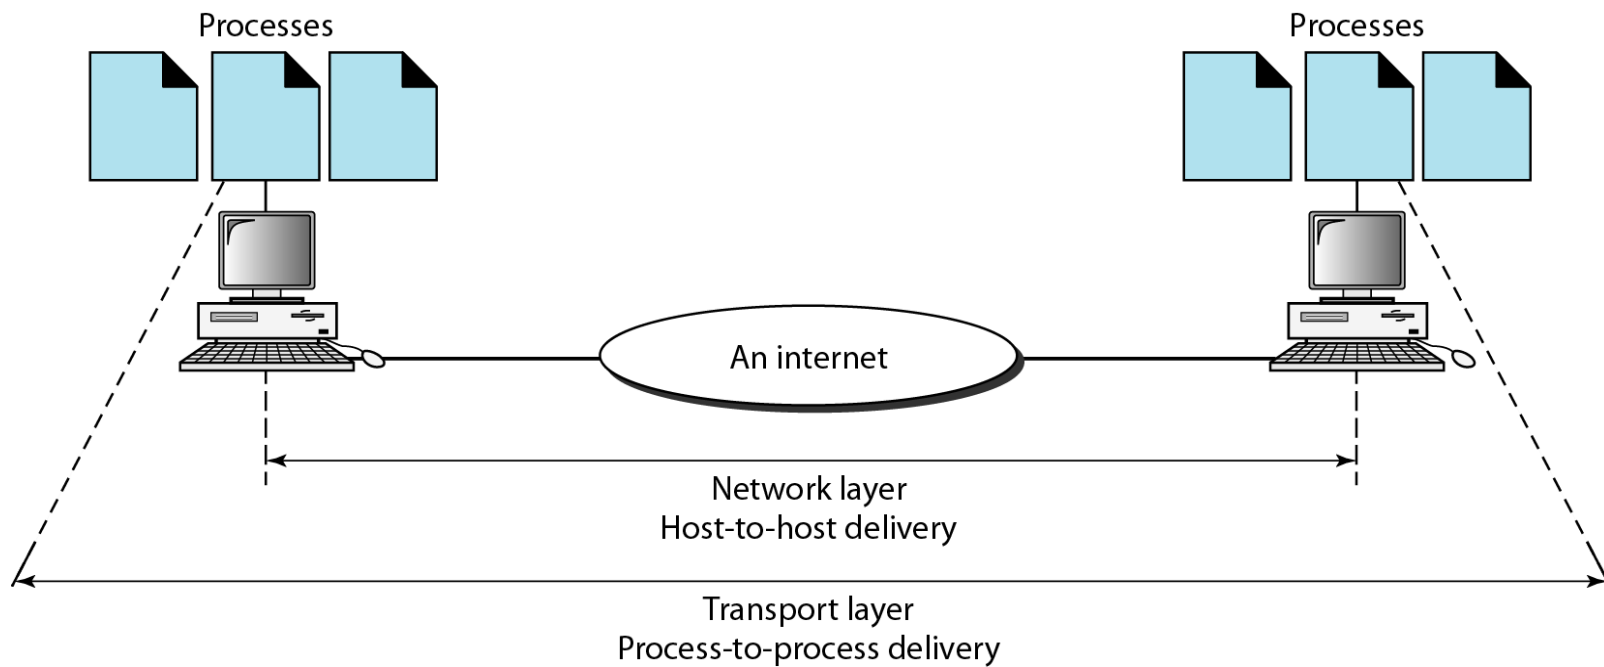 Processes
Processes
An internet
Network layer
Host-to-host delivery
Transport layer
Process-to-process delivery